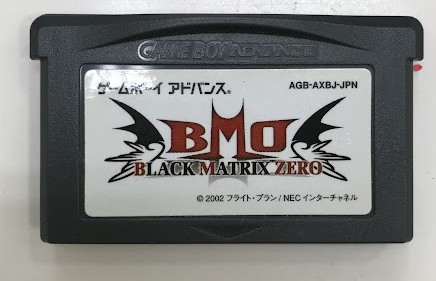 GAME BOY ADVANCE
ゲームボーイ アドバンス® AGB-AXBJ-JPN
BMO
BLACK MATRIX ZERO
© 2002 フライト・プラン / NEC インターチャネル